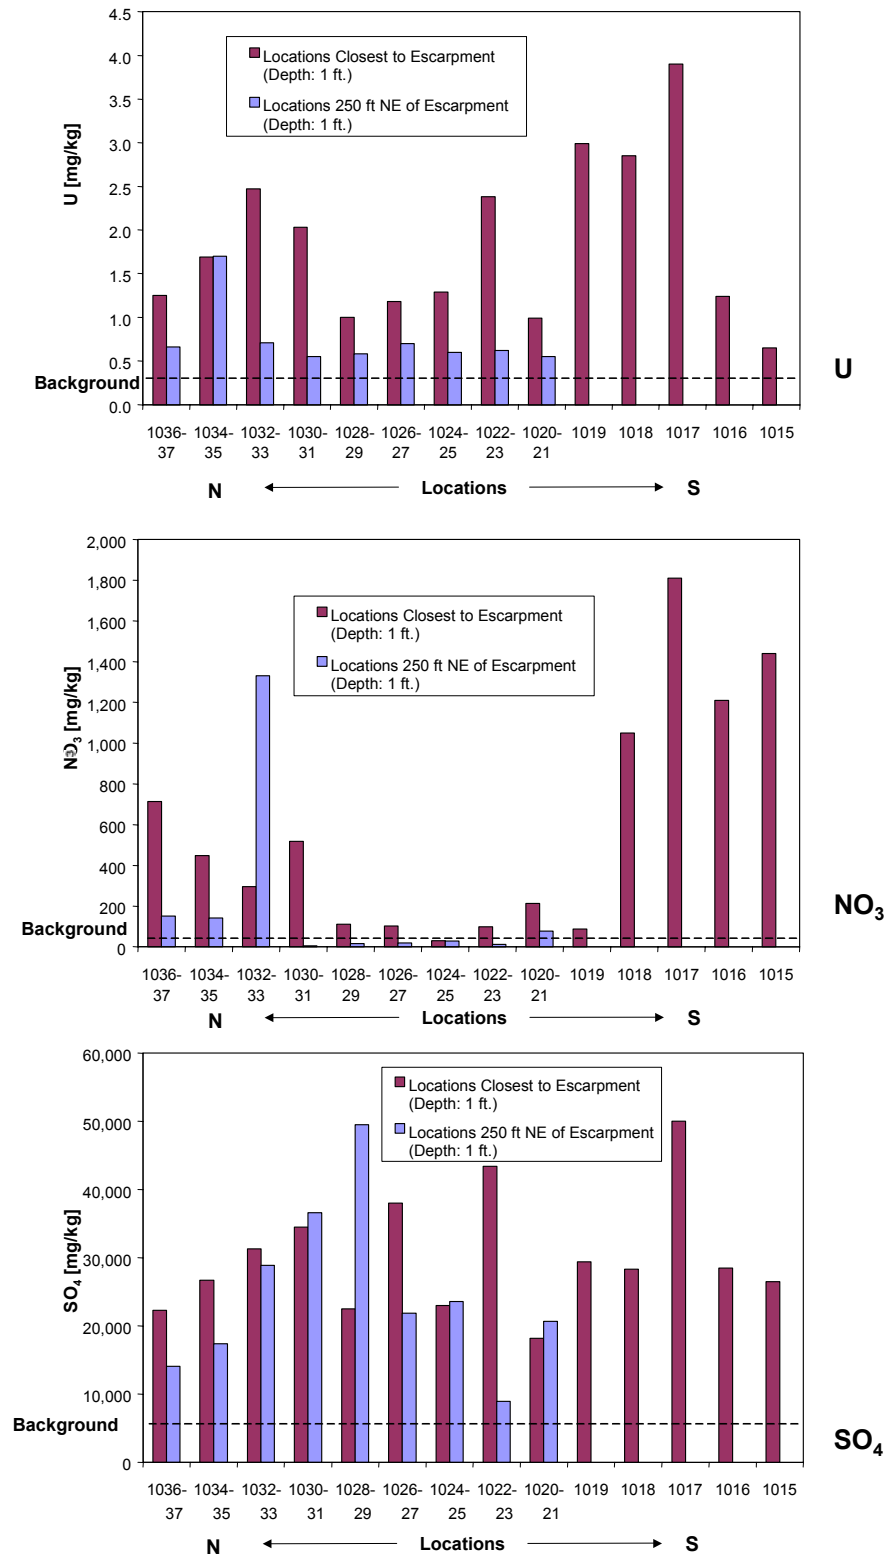 4.5
4.0
3.5
3.0
2.5
2.0
1.5
1.0
0.5
0.0
U [mg/kg]
Locations Closest to Escarpment
(Depth: 1 ft.)
Locations 250 ft NE of Escarpment
(Depth: 1 ft.)
Background
U
1036- 1034- 1032- 1030- 1028- 1026- 1024- 1022- 1020- 1019 1018 1017 1016 1015
37 35 33 31 29 27 25 23 21
N Locations S
2,000
1,800
1,600
1,400
1,200
1,000
800
600
400
200
0
[mg/kg]
Locations Closest to Escarpment
(Depth: 1 ft.)
Locations 250 ft NE of Escarpment
(Depth: 1 ft.)
Background
NO3
1036- 1034- 1032- 1030- 1028- 1026- 1024- 1022- 1020- 1019 1018 1017 1016 1015
37 35 33 31 29 27 25 23 21
N Locations S
60,000
50,000
40,000
30,000
20,000
10,000
0
SO4 [mg/kg]
Locations Closest to Escarpment
(Depth: 1 ft.)
Locations 250 ft NE of Escarpment
(Depth: 1 ft.)
Background
SO4
1036- 1034- 1032- 1030- 1028- 1026- 1024- 1022- 1020- 1019 1018 1017 1016 1015
37 35 33 31 29 27 25 23 21
N Locations S